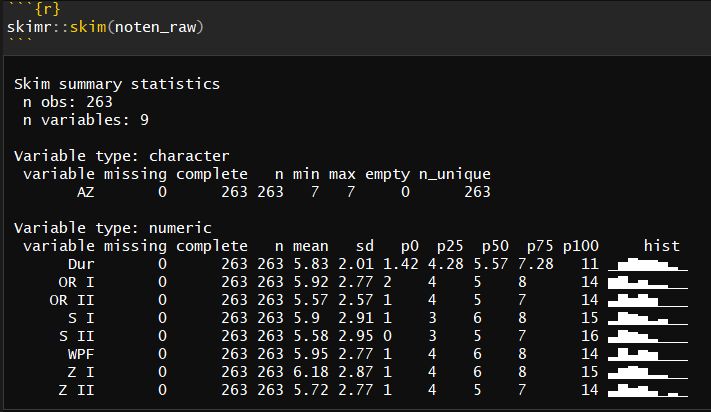 ```{r}
skimr::skim(noten_raw)
```
Skim summary statistics
n obs: 263
n variables: 9
Variable type: character
variable missing complete n min max empty n_unique
AZ 0 263 263 7 7 0 263
Variable type: numeric
variable missing complete n mean sd p0 p25 p50 p75 p100 hist
Dur 0 263 263 5.83 2.01 1.42 4.28 5.57 7.28 11
OR I 0 263 263 5.92 2.77 2 4 5 8 14
OR II 0 263 263 5.57 2.57 1 4 5 7 14
S I 0 263 263 5.9 2.91 1 3 6 8 15
S II 0 263 263 5.58 2.95 0 3 5 7 16
WPF 0 263 263 5.95 2.77 1 4 6 8 14
Z I 0 263 263 6.18 2.87 1 4 6 8 15
Z II 0 263 263 5.72 2.77 1 4 5 7 14